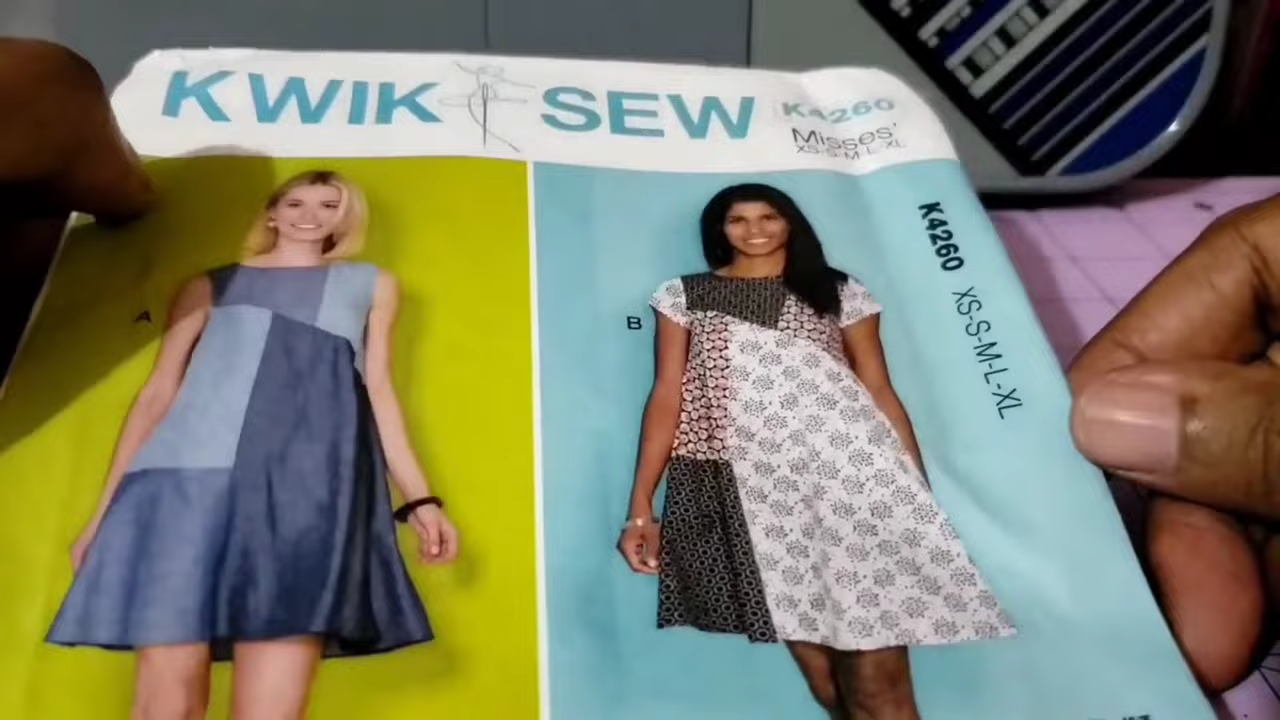 KWIK SEW
K4260
Misses'
XS-S-M-L-XL
A
B
K4260 XS-S-M-L-XL